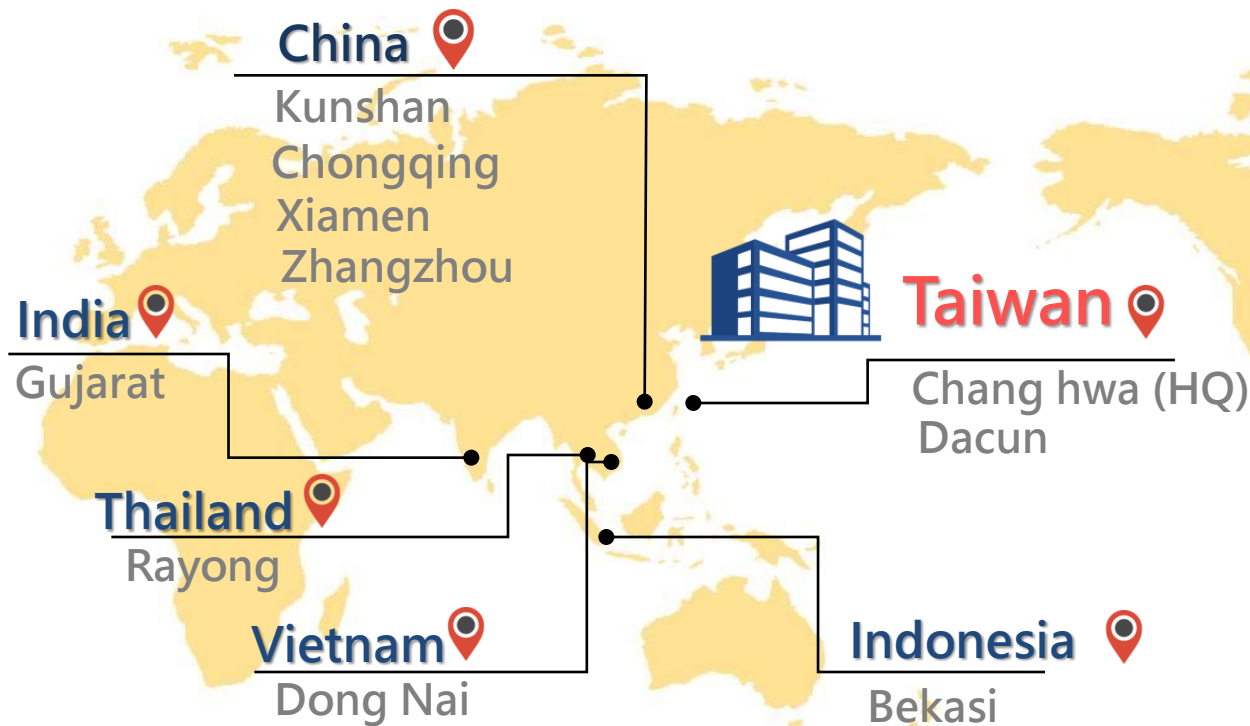 China
Kunshan
Chongqing
Xiamen
Zhangzhou
Taiwan
Chang hwa (HQ)
Dacun
India
Gujarat
Thailand
Rayong
Vietnam
Dong Nai
Indonesia
Bekasi